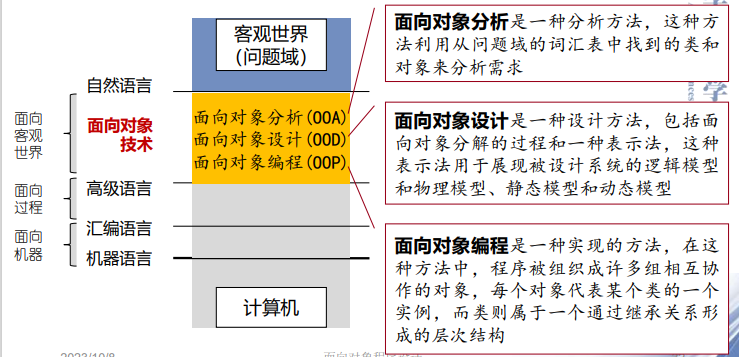 客观世界
（问题域）
自然语言
面向
客观
世界
面向对象
技术
面向对象分析(OOA)
面向对象设计(OOD)
面向对象编程(OOP)
面向
过程
高级语言
面向
机器
汇编语言
机器语言
计算机
面向对象分析是一种分析方法，这种方
法利用从问题域的词汇表中找到的类和
对象来分析需求
面向对象设计是一种设计方法，包括面
向对象分解的过程和一种表示法，这种
表示法用于展现被设计系统的逻辑模型
和物理模型、静态模型和动态模型
面向对象编程是一种实现的方法，在这
种方法中，程序被组织成许多组相互协
作的对象，每个对象代表某个类的一个
实例，而类则属于一个通过继承关系形
成的层次结构
学
学